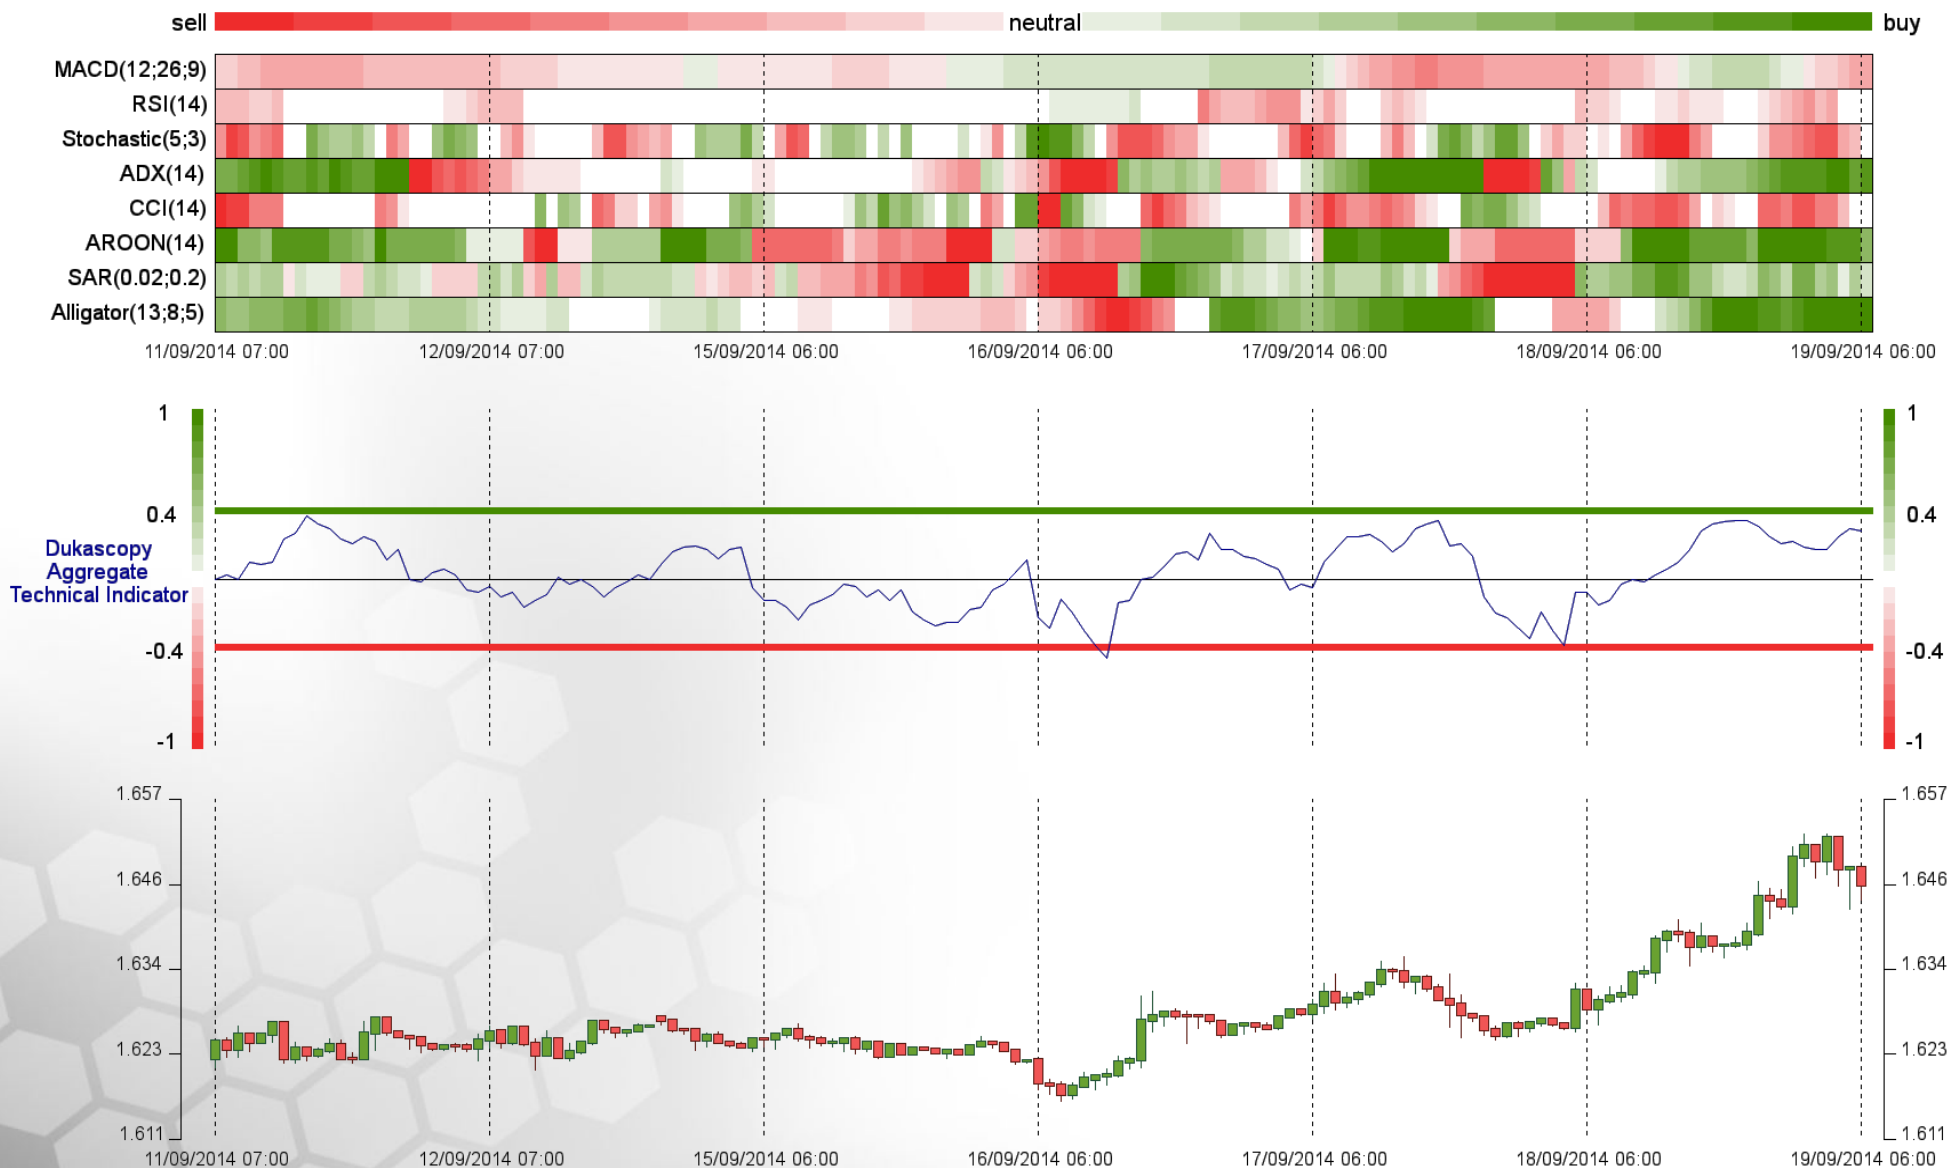 sell neutral buy
MACD(12;26;9)
RSI(14)
Stochastic(5;3)
ADX(14)
CCI(14)
AROON(14)
SAR(0.02;0.2)
Alligator(13;8;5)
11/09/2014 07:00 12/09/2014 07:00 15/09/2014 06:00 16/09/2014 06:00 17/09/2014 06:00 18/09/2014 06:00 19/09/2014 06:00
1 1
0.4 0.4
Dukascopy
Aggregate
Technical Indicator
-0.4 -0.4
-1 -1
1.657 1.657
1.646 1.646
1.634 1.634
1.623 1.623
1.611 1.611
11/09/2014 07:00 12/09/2014 07:00 15/09/2014 06:00 16/09/2014 06:00 17/09/2014 06:00 18/09/2014 06:00 19/09/2014 06:00